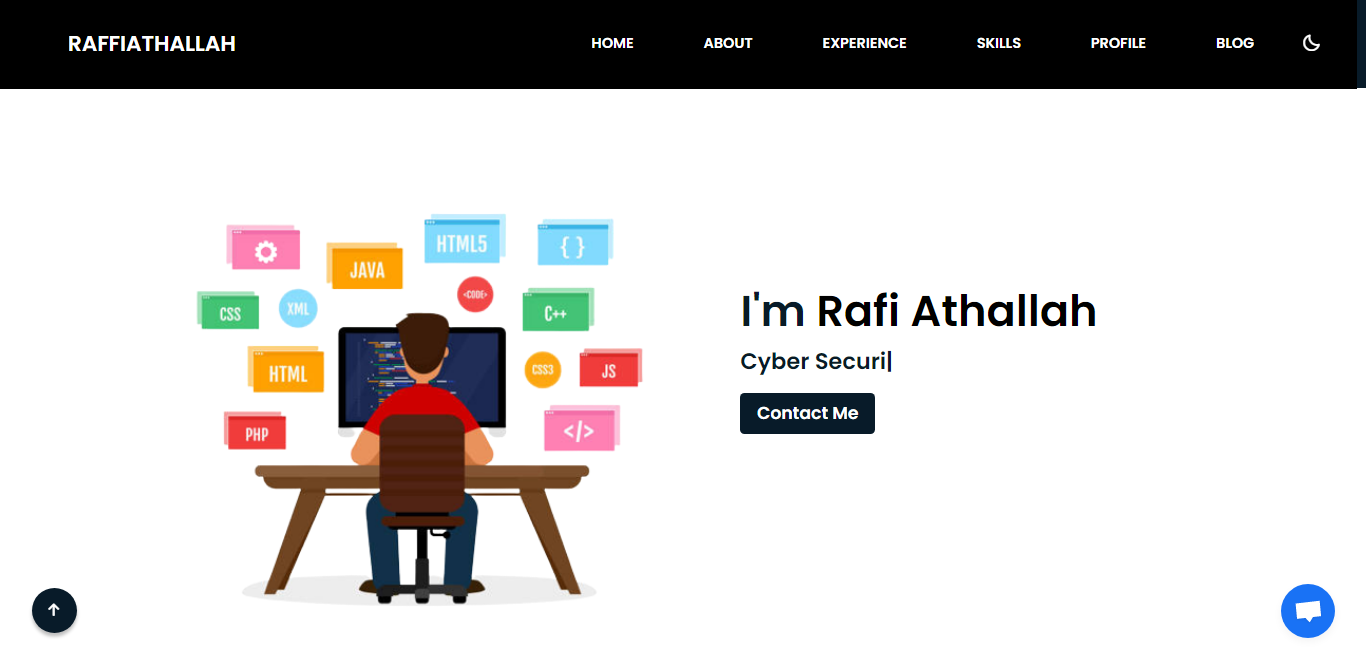 RAFFIATHALLAH
HOME ABOUT EXPERIENCE SKILLS PROFILE BLOG
HTML5
{ }
JAVA
<CODE>
CSS
XML
C++
HTML
CSS3
JS
PHP
</>
I'm Rafi Athallah
Cyber Securi|
Contact Me